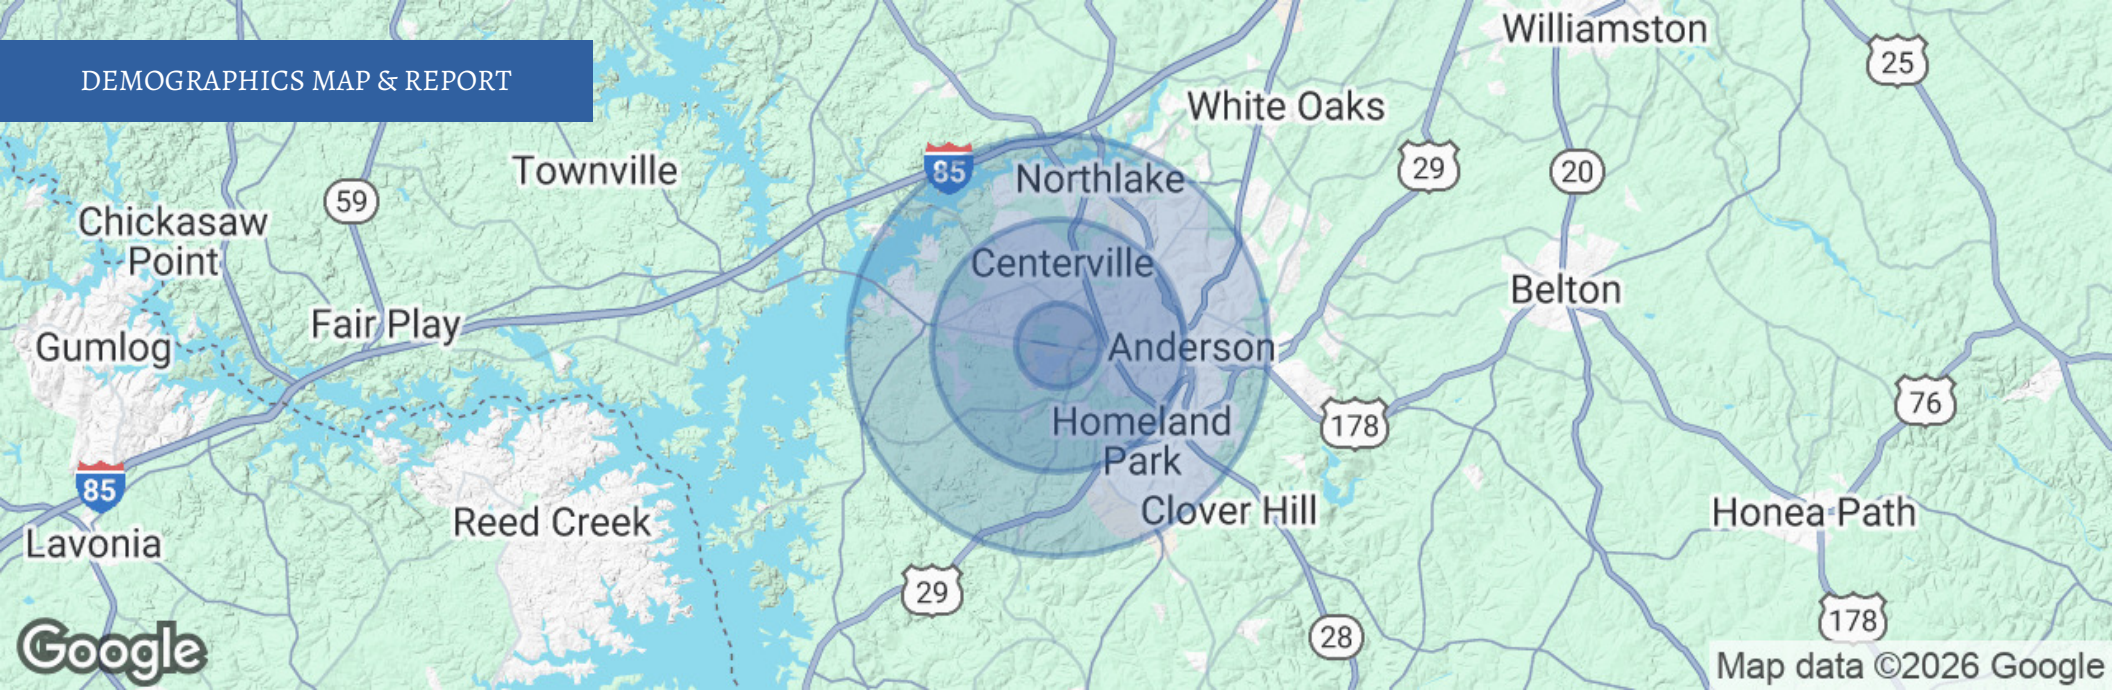 DEMOGRAPHICS MAP & REPORT
Williamston
25
White Oaks
85
29
20
Townville
Northlake
59
Chickasaw
Point
Centerville
Belton
Fair Play
Gumlog
Anderson
76
Homeland
Park
178
85
Reed Creek
Clover Hill
Honea Path
Lavonia
29
178
28
Google
Map data ©2026 Google